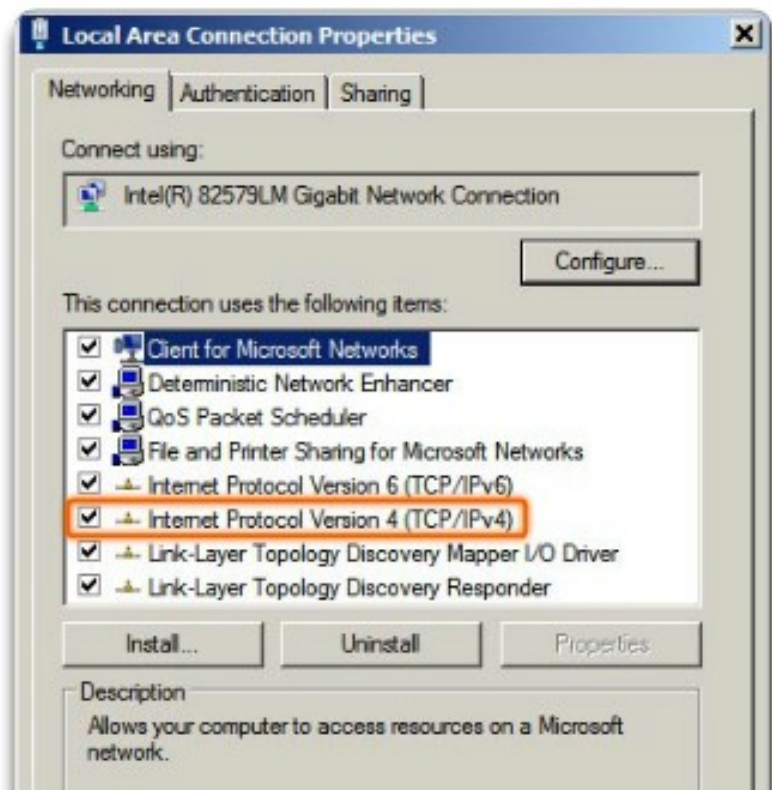 Local Area Connection Properties
Networking Authentication Sharing
Connect using:
Intel(R) 82579LM Gigabit Network Connection
Configure...
This connection uses the following items:
Client for Microsoft Networks
Deterministic Network Enhancer
QoS Packet Scheduler
File and Printer Sharing for Microsoft Networks
Internet Protocol Version 6 (TCP/IPv6)
Internet Protocol Version 4 (TCP/IPv4)
Link-Layer Topology Discovery Mapper I/O Driver
Link-Layer Topology Discovery Responder
Install... Uninstall Properties
Description
Allows your computer to access resources on a Microsoft
network.